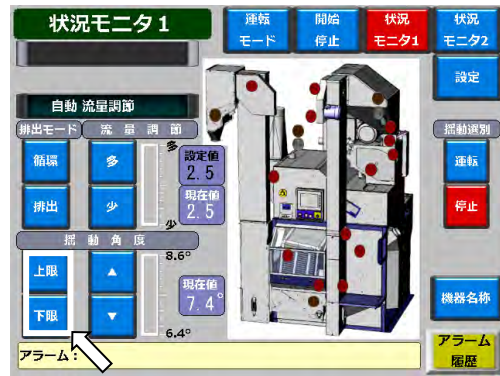 状況モニタ1
運転
モード
開始
停止
状況
モニタ1
状況
モニタ2
設定
自動 流量調節
排出モード
流量調節
循環
多
多
設定値
2.5
現在値
2.5
排出
少
少
揺動選別
運転
停止
揺動角度
上限
▲
8.6°
現在値
7.4°
下限
▼
6.4°
機器名称
アラーム:
アラーム
履歴